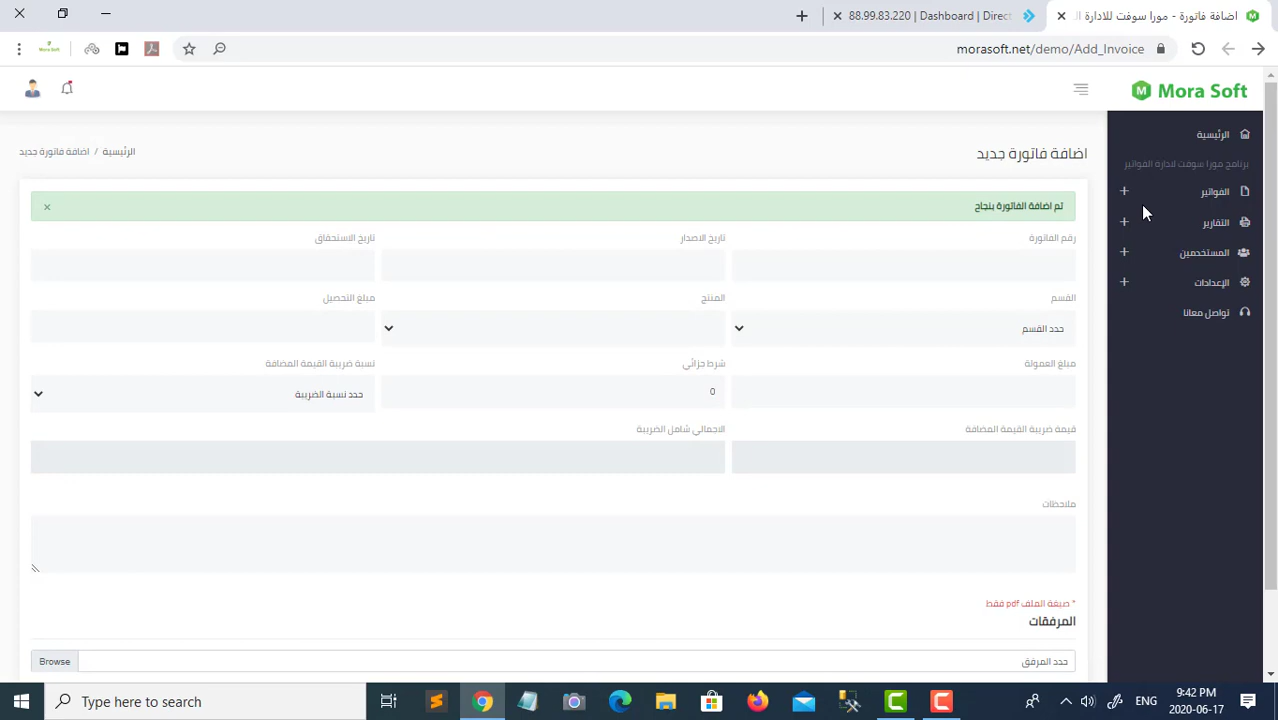 اضافة فاتورة - مورا سوفت للادارة ال
88.99.83.220 | Dashboard | Direct
morasoft.net/demo/Add_Invoice
Mora Soft
Mora Soft
الرئيسية
برنامج مورا سوفت لادارة الفواتير
الفواتير
التقارير
المستخدمين
الإعدادات
تواصل معانا
اضافة فاتورة جديد
الرئيسية / اضافة فاتورة جديد
تم اضافة الفاتورة بنجاح ×
رقم الفاتورة تاريخ الاصدار تاريخ الاستحقاق
القسم المنتج مبلغ التحصيل
حدد القسم
مبلغ العمولة شرط جزائي نسبة ضريبة القيمة المضافة
0 حدد نسبة الضريبة
قيمة ضريبة القيمة المضافة الاجمالي شامل الضريبة
ملاحظات
* صيغة الملف pdf فقط
المرفقات
حدد المرفق Browse
Type here to search
ENG
9:42 PM
2020-06-17